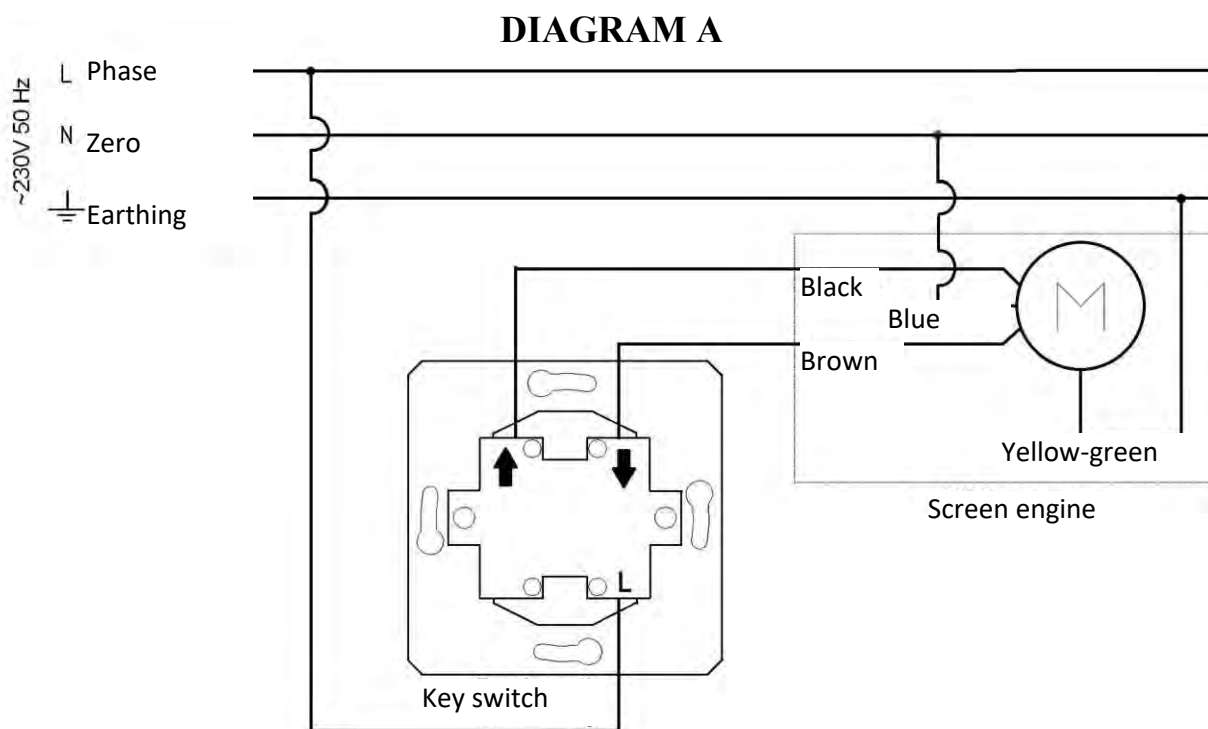 DIAGRAM A
~230V 50 Hz
L Phase
N Zero
Earthing
Black
Blue
Brown
M
Yellow-green
Screen engine
L
Key switch